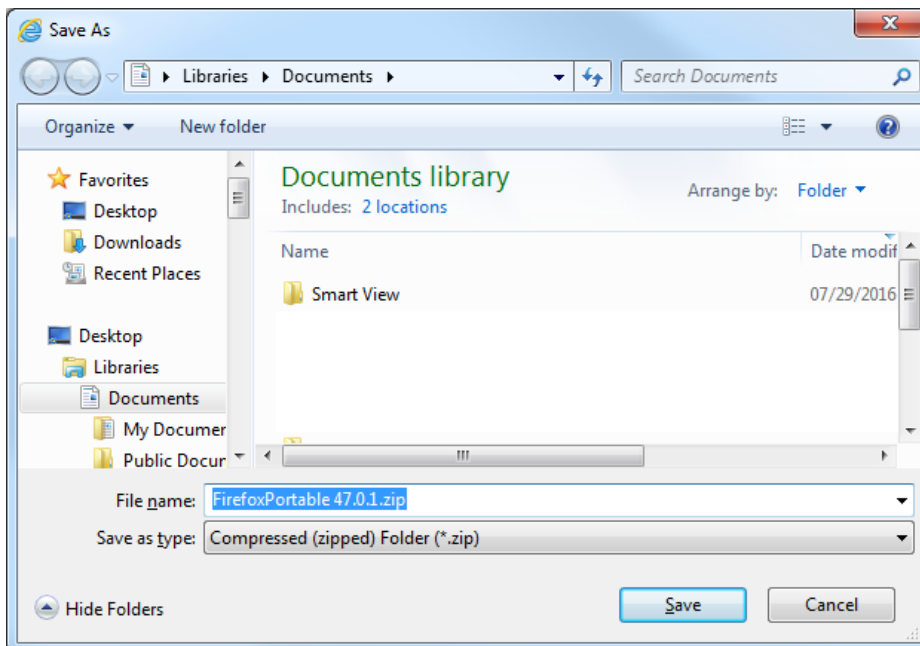 Save As
Libraries Documents
Search Documents
Organize
New folder
Favorites
Desktop
Downloads
Recent Places
Desktop
Libraries
Documents
My Documer
Public Docur
Documents library
Includes: 2 locations
Arrange by: Folder
Name
Date modif
Smart View
07/29/2016
File name: FirefoxPortable 47.0.1.zip
Save as type: Compressed (zipped) Folder (*.zip)
Hide Folders
Save
Cancel